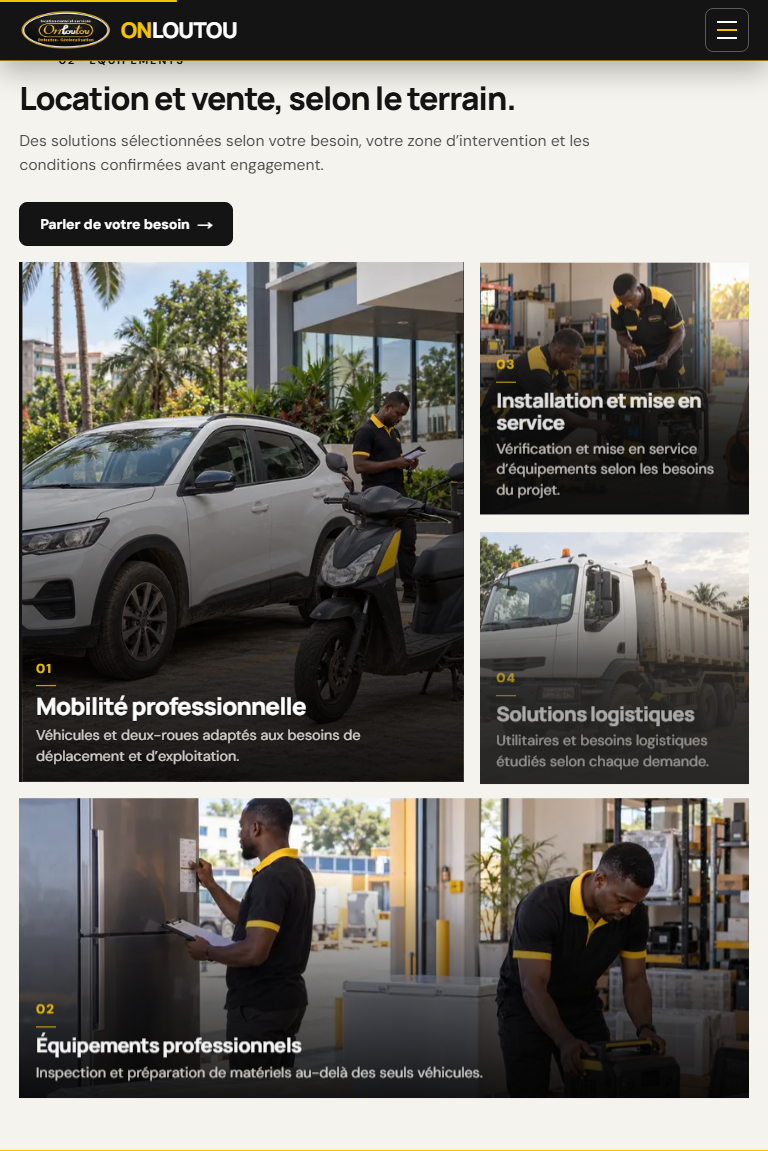 OnLoutou
ONLOUTOU
02 EQUIPEMENTS
Location et vente, selon le terrain.
Des solutions sélectionnées selon votre besoin, votre zone d’intervention et les
conditions confirmées avant engagement.
Parler de votre besoin →
01
Mobilité professionnelle
Véhicules et deux-roues adaptés aux besoins de
déplacement et d’exploitation.
03
Installation et mise en
service
Vérification et mise en service
d’équipements selon les besoins
du projet.
04
Solutions logistiques
Utilitaires et besoins logistiques
étudiés selon chaque demande.
02
Équipements professionnels
Inspection et préparation de matériels au-delà des seuls véhicules.